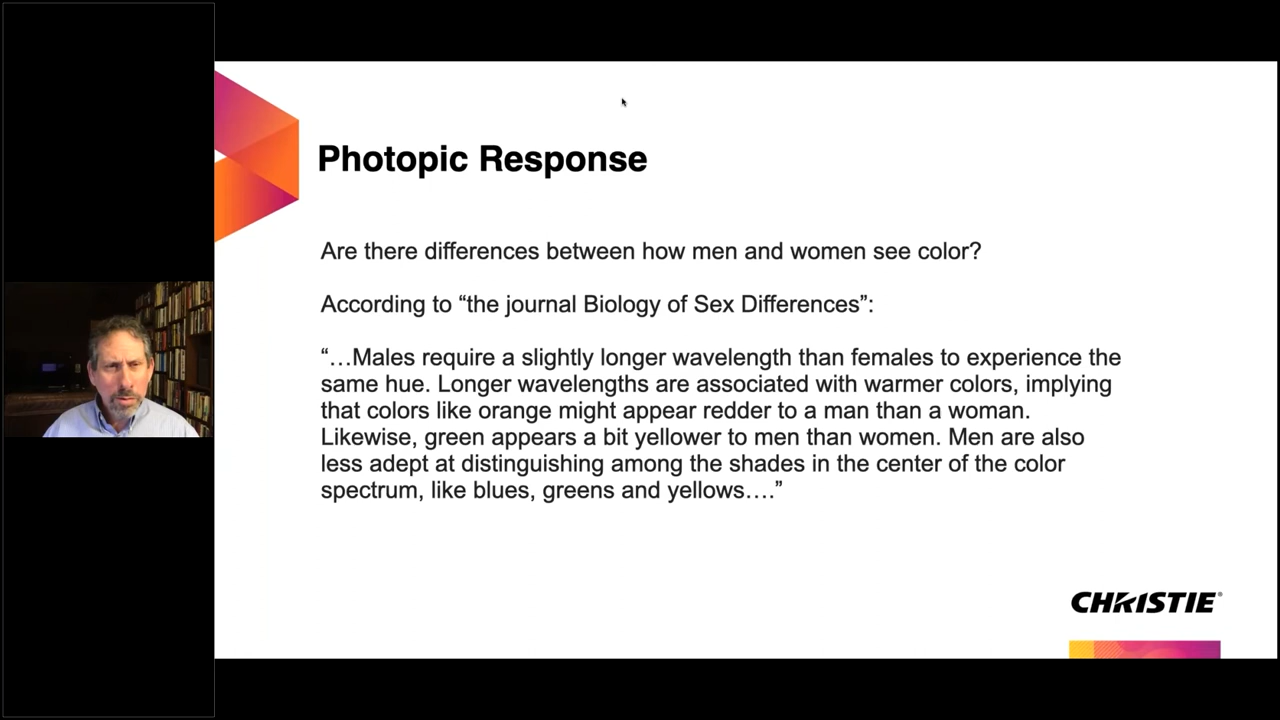 Photopic Response
Are there differences between how men and women see color?
According to “the journal Biology of Sex Differences”:
“…Males require a slightly longer wavelength than females to experience the
same hue. Longer wavelengths are associated with warmer colors, implying
that colors like orange might appear redder to a man than a woman.
Likewise, green appears a bit yellower to men than women. Men are also
less adept at distinguishing among the shades in the center of the color
spectrum, like blues, greens and yellows….”
CHRISTIE®